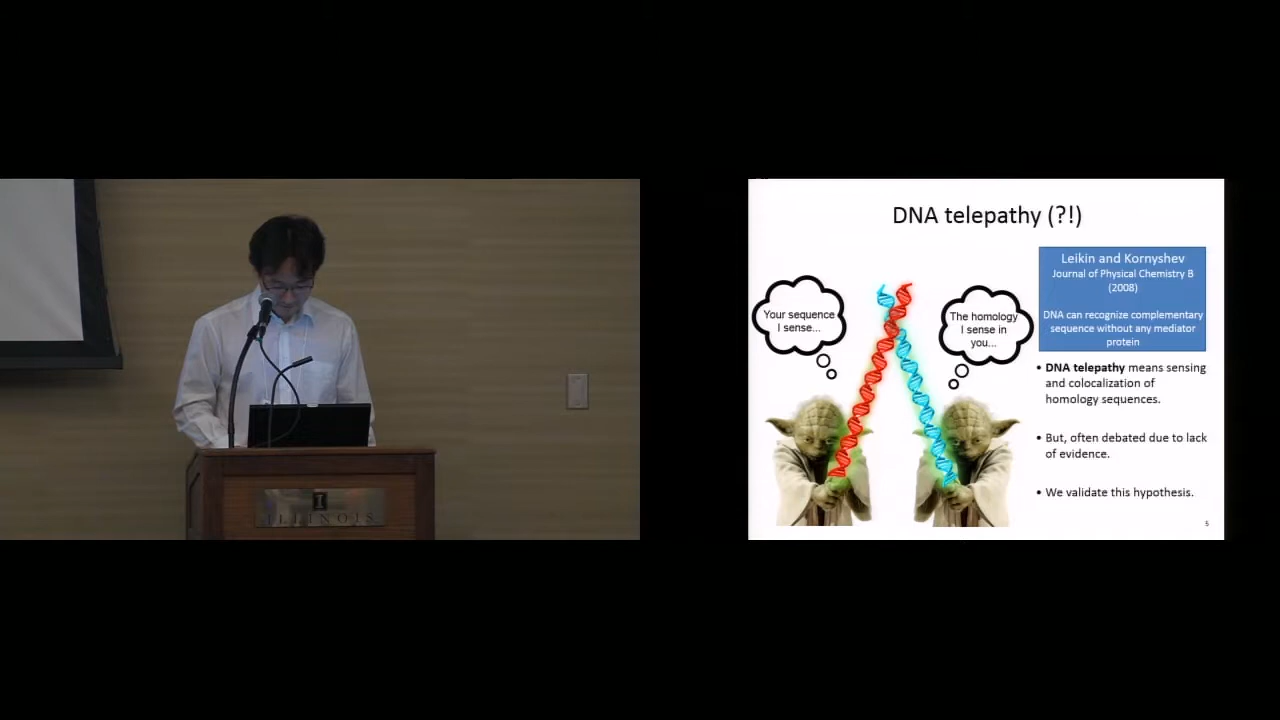 ILLINOIS
DNA telepathy (?!)
Your sequence
I sense...
The homology
I sense in
you...
Leikin and Kornyshev
Journal of Physical Chemistry B
(2008)
DNA can recognize complementary
sequence without any mediator
protein
• DNA telepathy means sensing
and colocalization of
homology sequences.
• But, often debated due to lack
of evidence.
• We validate this hypothesis.
5